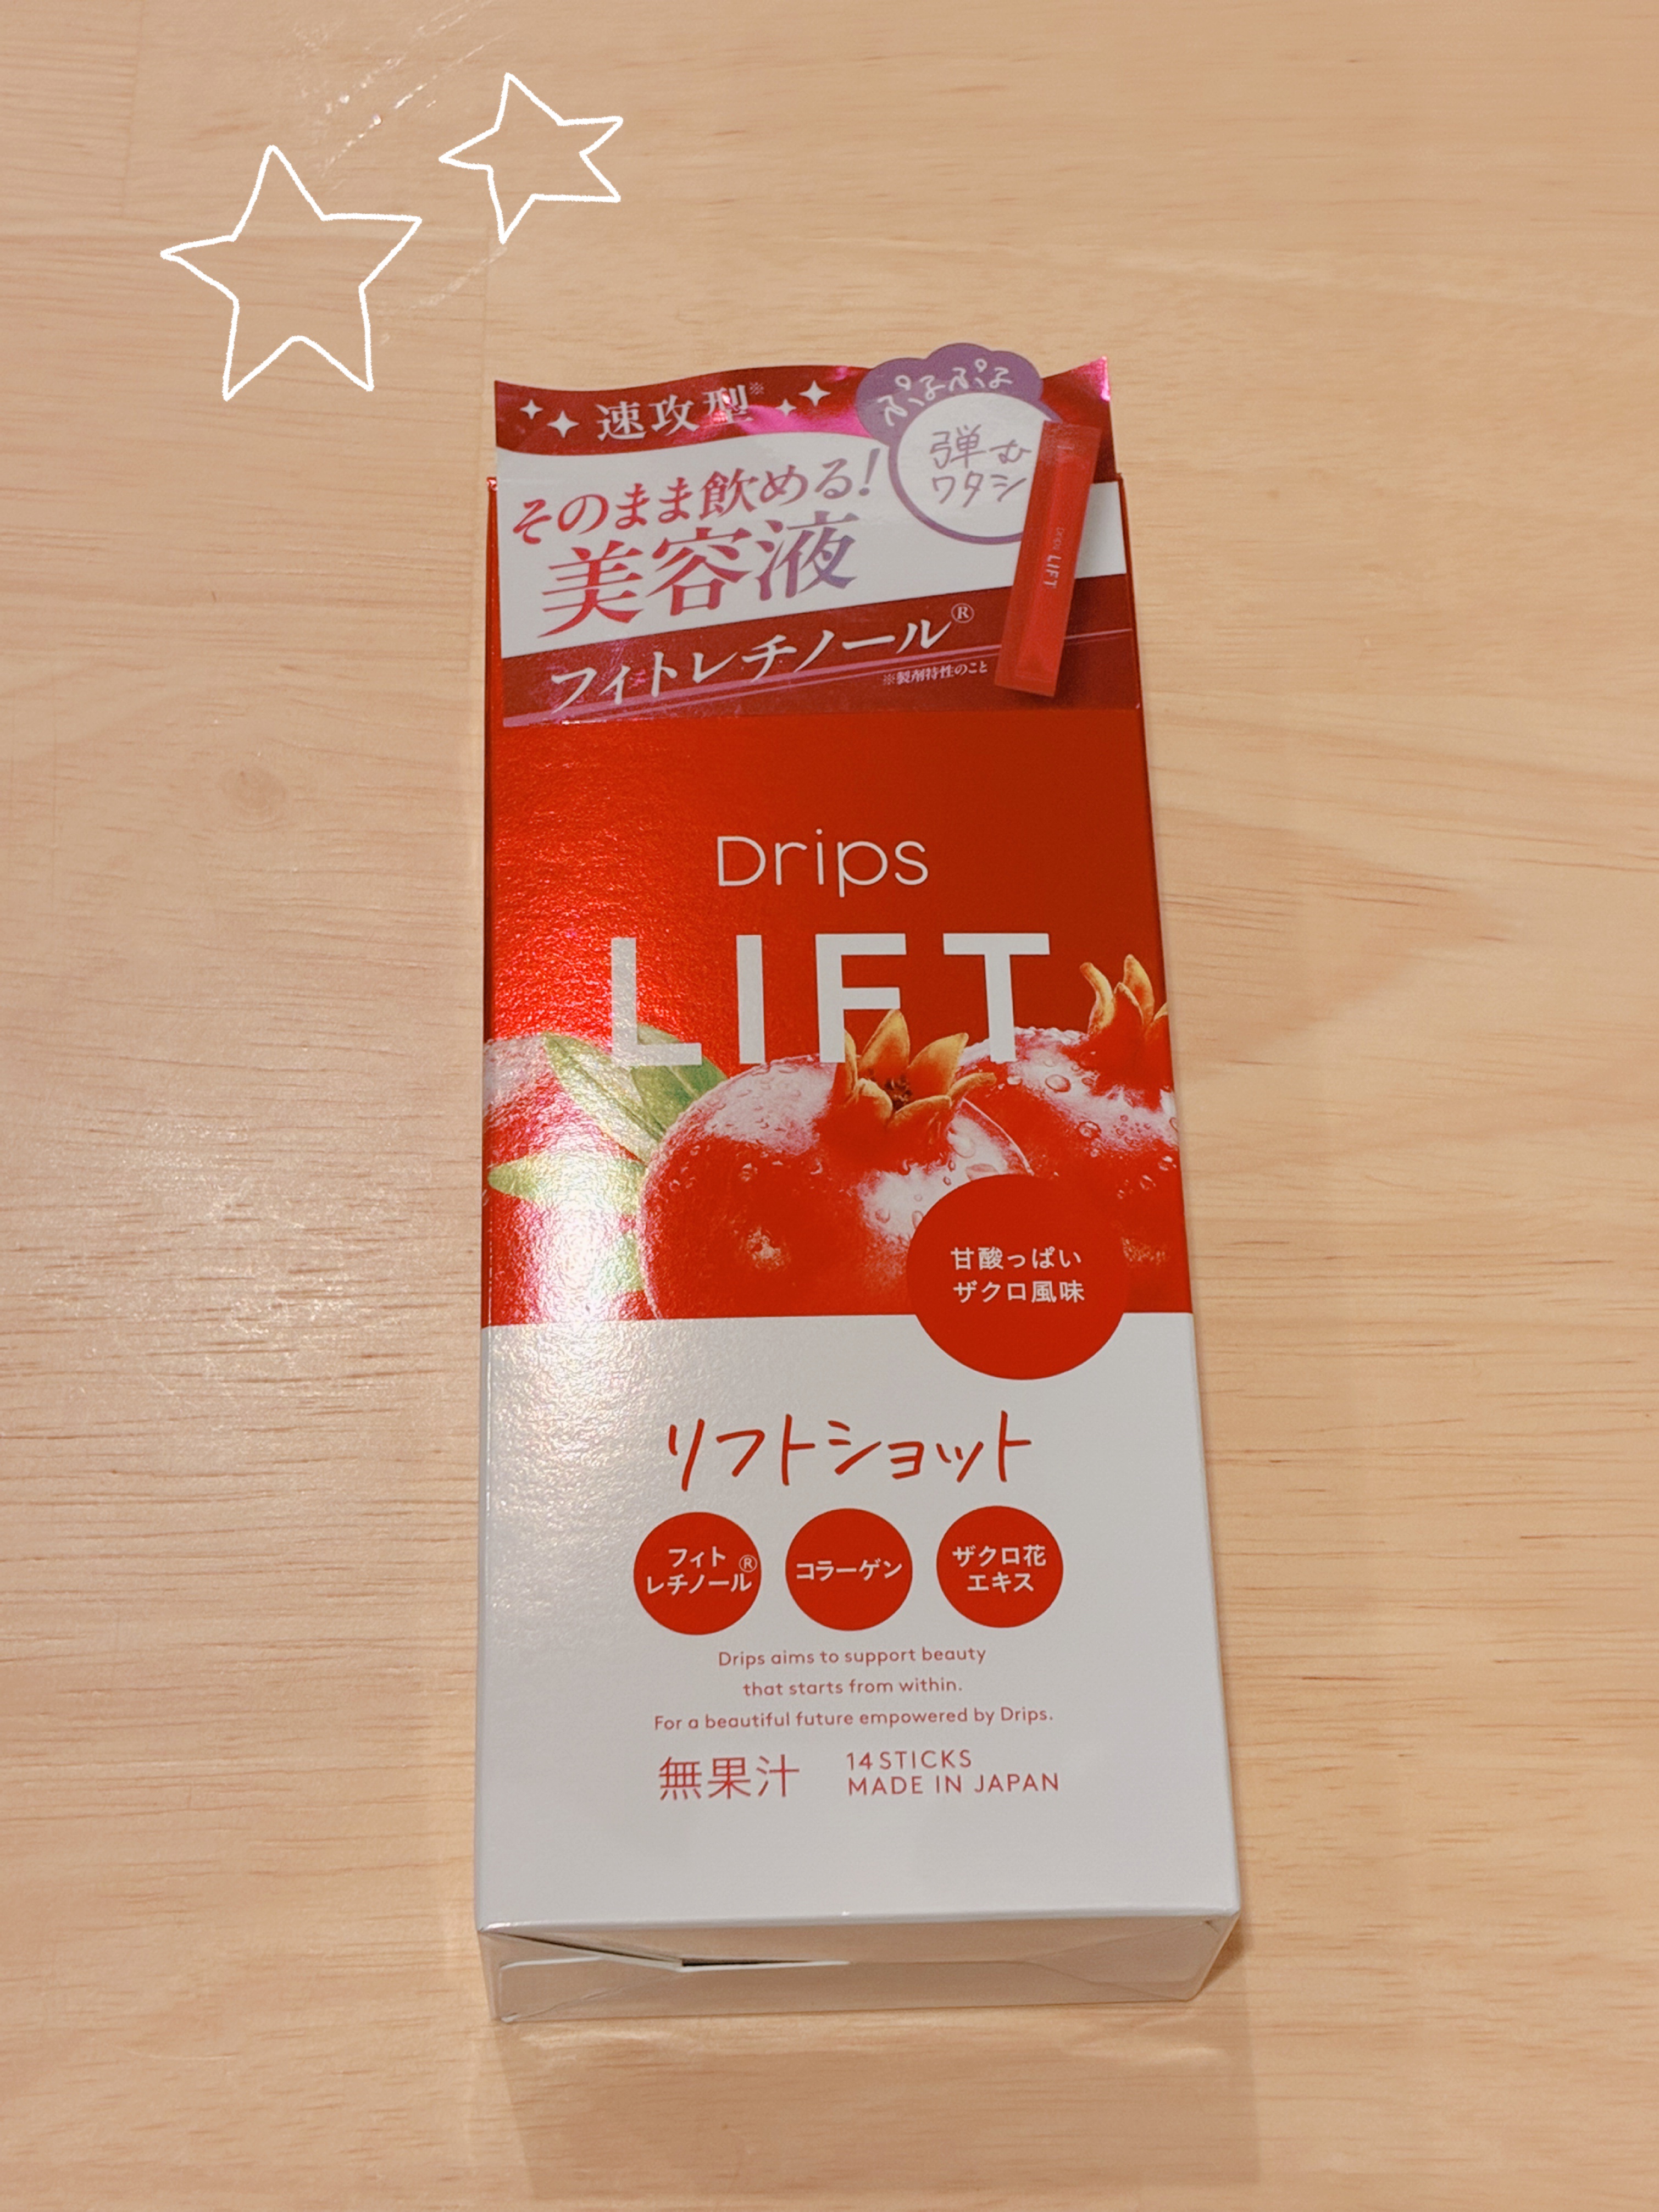 速攻型※
ぷるぷる
弾む
ワタシ
そのまま飲める!
美容液
フィトレチノール®
※製剤特性のこと
Drips LIFT
Drips
LIFT
甘酸っぱい
ザクロ風味
リフトショット
フィト
レチノール®
コラーゲン
ザクロ花
エキス
Drips aims to support beauty
that starts from within.
For a beautiful future empowered by Drips.
無果汁
14 STICKS
MADE IN JAPAN